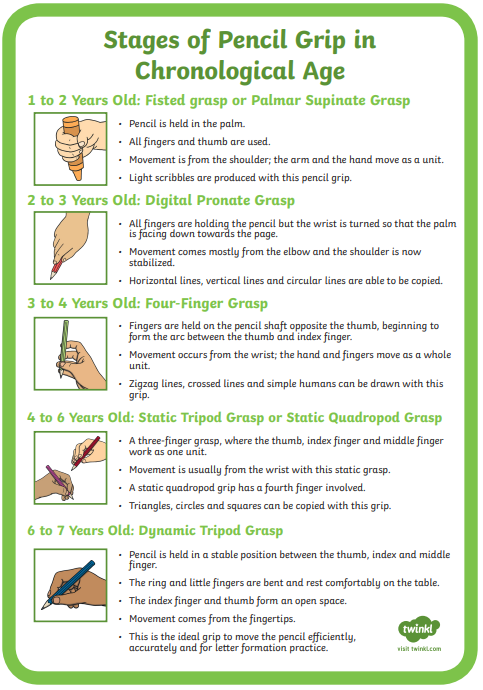 Stages of Pencil Grip in
Chronological Age
1 to 2 Years Old: Fisted grasp or Palmar Supinate Grasp
• Pencil is held in the palm.
• All fingers and thumb are used.
• Movement is from the shoulder; the arm and the hand move as a unit.
• Light scribbles are produced with this pencil grip.
2 to 3 Years Old: Digital Pronate Grasp
• All fingers are holding the pencil but the wrist is turned so that the palm
is facing down towards the page.
• Movement comes mostly from the elbow and the shoulder is now
stabilized.
• Horizontal lines, vertical lines and circular lines are able to be copied.
3 to 4 Years Old: Four-Finger Grasp
• Fingers are held on the pencil shaft opposite the thumb, beginning to
form the arc between the thumb and index finger.
• Movement occurs from the wrist; the hand and fingers move as a whole
unit.
• Zigzag lines, crossed lines and simple humans can be drawn with this
grip.
4 to 6 Years Old: Static Tripod Grasp or Static Quadropod Grasp
• A three-finger grasp, where the thumb, index finger and middle finger
work as one unit.
• Movement is usually from the wrist with this static grasp.
• A static quadropod grip has a fourth finger involved.
• Triangles, circles and squares can be copied with this grip.
6 to 7 Years Old: Dynamic Tripod Grasp
• Pencil is held in a stable position between the thumb, index and middle
finger.
• The ring and little fingers are bent and rest comfortably on the table.
• The index finger and thumb form an open space.
• Movement comes from the fingertips.
• This is the ideal grip to move the pencil efficiently,
accurately and for letter formation practice.
twinkl
visit twinkl.com